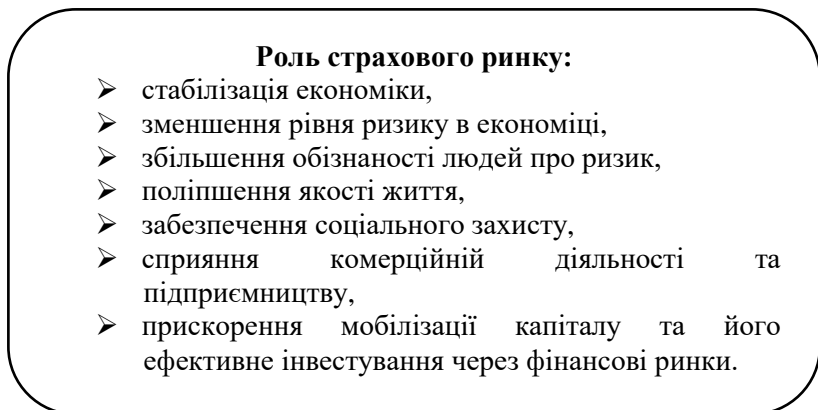 Роль страхового ринку:
➢ стабілізація економіки,
➢ зменшення рівня ризику в економіці,
➢ збільшення обізнаності людей про ризик,
➢ поліпшення якості життя,
➢ забезпечення соціального захисту,
➢ сприяння комерційній діяльності та
підприємництву,
➢ прискорення мобілізації капіталу та його
ефективне інвестування через фінансові ринки.